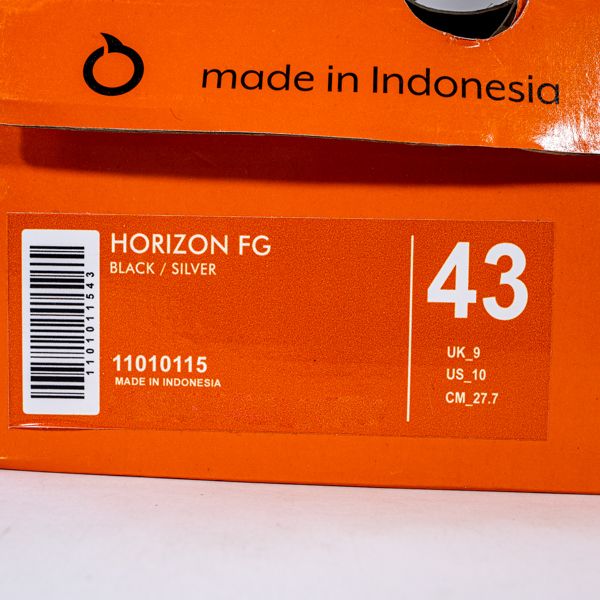 made in Indonesia
HORIZON FG
BLACK / SILVER
1101011543
11010115
MADE IN INDONESIA
43
UK_9
US_10
CM_27.7